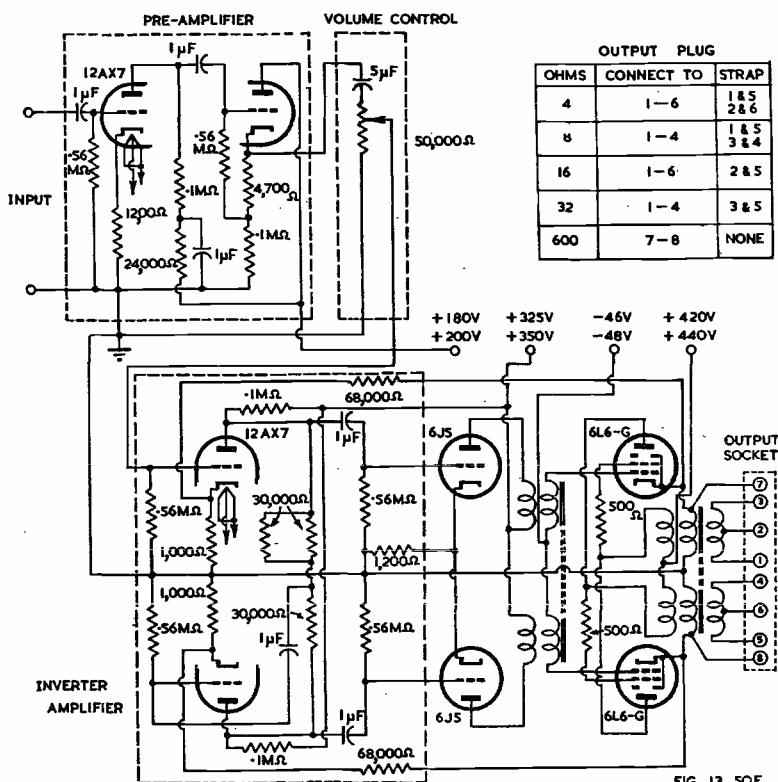 PRE-AMPLIFIER
VOLUME CONTROL
1µF
12AX7
1µF
.56
MΩ
.56
MΩ
INPUT
1200Ω
24,000Ω
.1MΩ
1µF
4,700
Ω
.1MΩ
5µF
50,000Ω
OUTPUT PLUG
OHMS CONNECT TO STRAP
4 1–6 1 & 5
2 & 6
8 1–4 1 & 5
3 & 4
16 1–6 2 & 5
32 1–4 3 & 5
600 7–8 NONE
+180V +325V –46V +420V
+200V +350V –48V +440V
68,000Ω
.1MΩ
12AX7
1µF
6J5
6L6-G
OUTPUT
SOCKET
.56MΩ
30,000Ω
.56MΩ
500
Ω
1,000Ω
1,200Ω
1,000Ω
30,000Ω
.56MΩ
1µF
.56MΩ
500Ω
7
3
2
1
4
6
5
8
INVERTER
AMPLIFIER
1µF
6J5
6L6-G
.1MΩ
68,000Ω
FIG. 13.50E